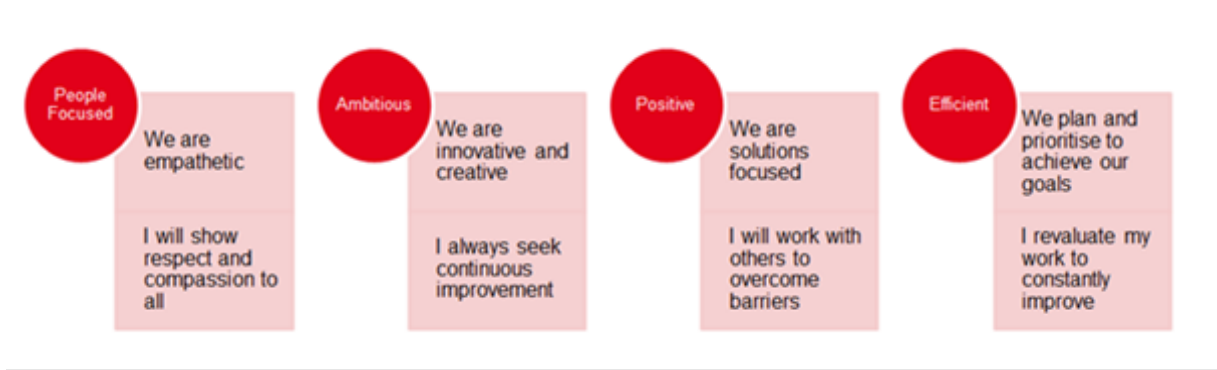 People
Focused
We are
empathetic
I will show
respect and
compassion to
all
Ambitious
We are
innovative and
creative
I always seek
continuous
improvement
Positive
We are
solutions
focused
I will work with
others to
overcome
barriers
Efficient
We plan and
prioritise to
achieve our
goals
I revaluate my
work to
constantly
improve